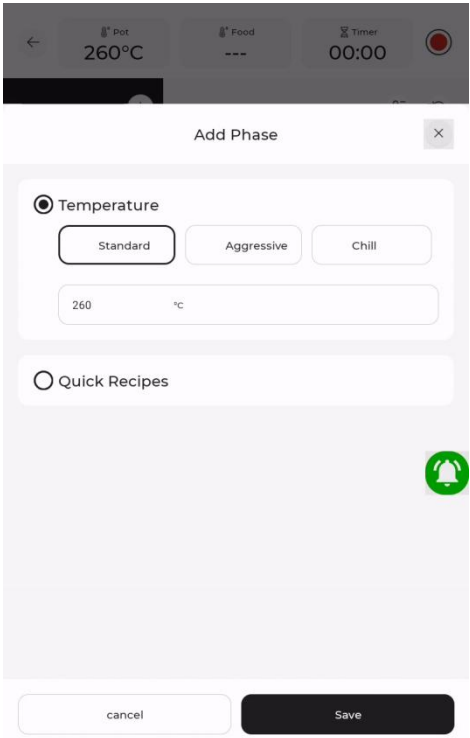 Pot
Food
Timer
260°C
---
00:00
Add Phase
Temperature
Standard
Aggressive
Chill
260 °C
Quick Recipes
cancel
Save